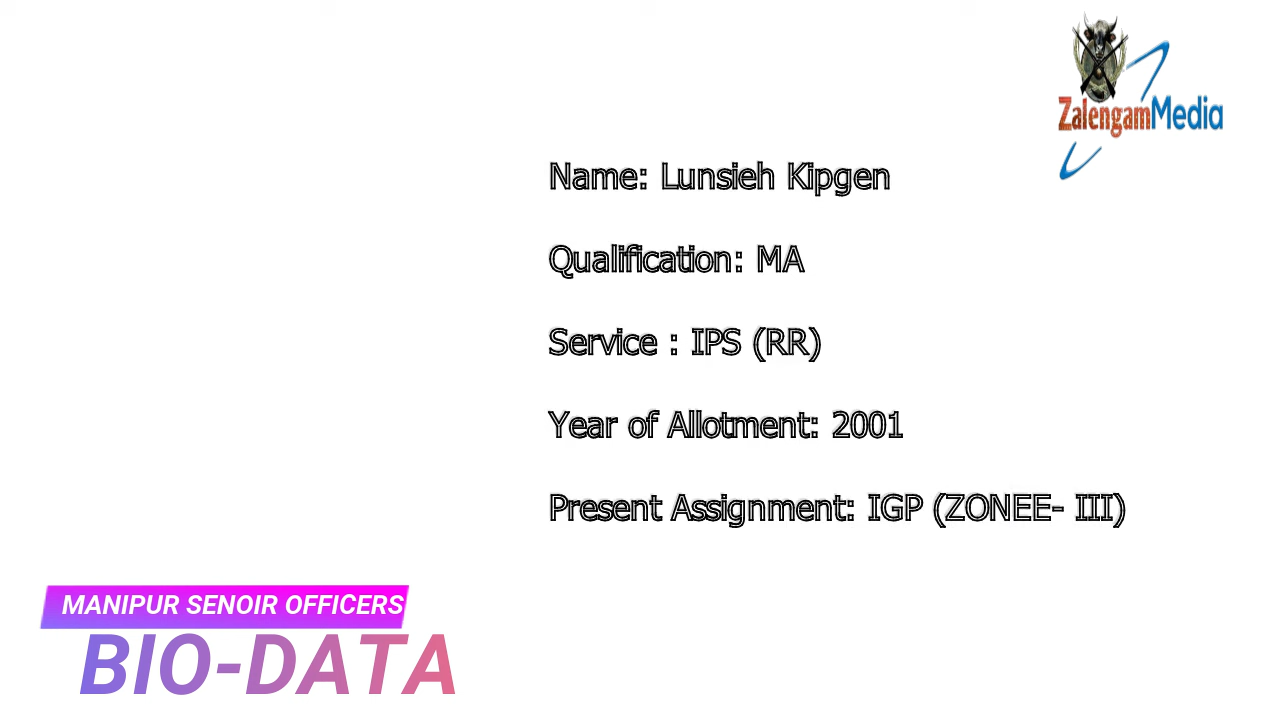 ZalengamMedia
Name: Lunsieh Kipgen
Qualification: MA
Service : IPS (RR)
Year of Allotment: 2001
Present Assignment: IGP (ZONEE- III)
MANIPUR SENOIR OFFICERS
BIO-DATA